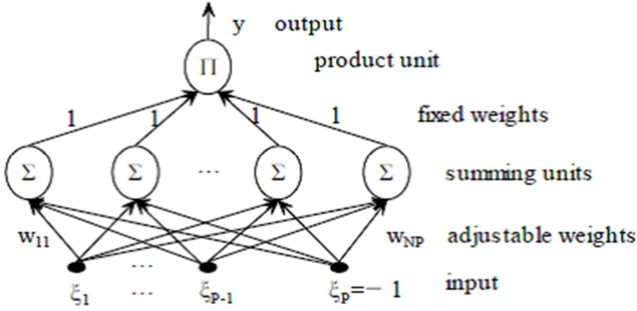 y output
Π product unit
1 1 1 1 fixed weights
Σ Σ ... Σ Σ summing units
w11 wNP adjustable weights
... input
ξ1 ... ξP-1 ξP=− 1